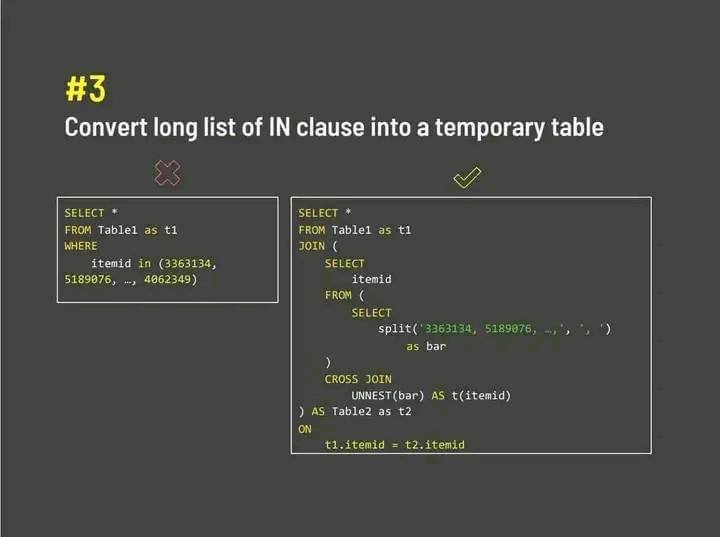 #3
Convert long list of IN clause into a temporary table
SELECT *
FROM Table1 as t1
WHERE
itemid in (3363134,
5189076, …, 4062349)
SELECT *
FROM Table1 as t1
JOIN (
SELECT
itemid
FROM (
SELECT
split('3363134, 5189076, …,', ', ')
as bar
)
CROSS JOIN
UNNEST(bar) AS t(itemid)
) AS Table2 as t2
ON
t1.itemid = t2.itemid